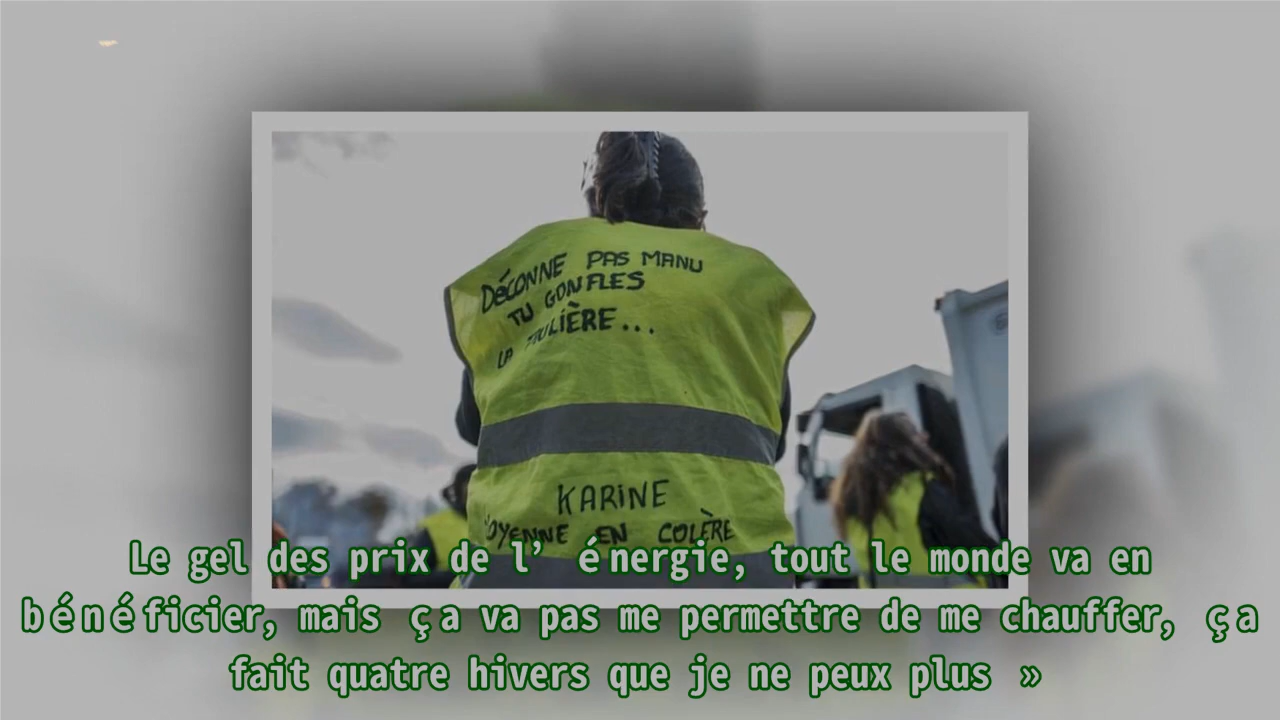 DÉCONNE PAS MANU
TU GONFLES
LA
KARINE
EN COLÈRE
Le gel des prix de l’énergie, tout le monde va en
bénéficier, mais ça va pas me permettre de me chauffer, ça
fait quatre hivers que je ne peux plus »